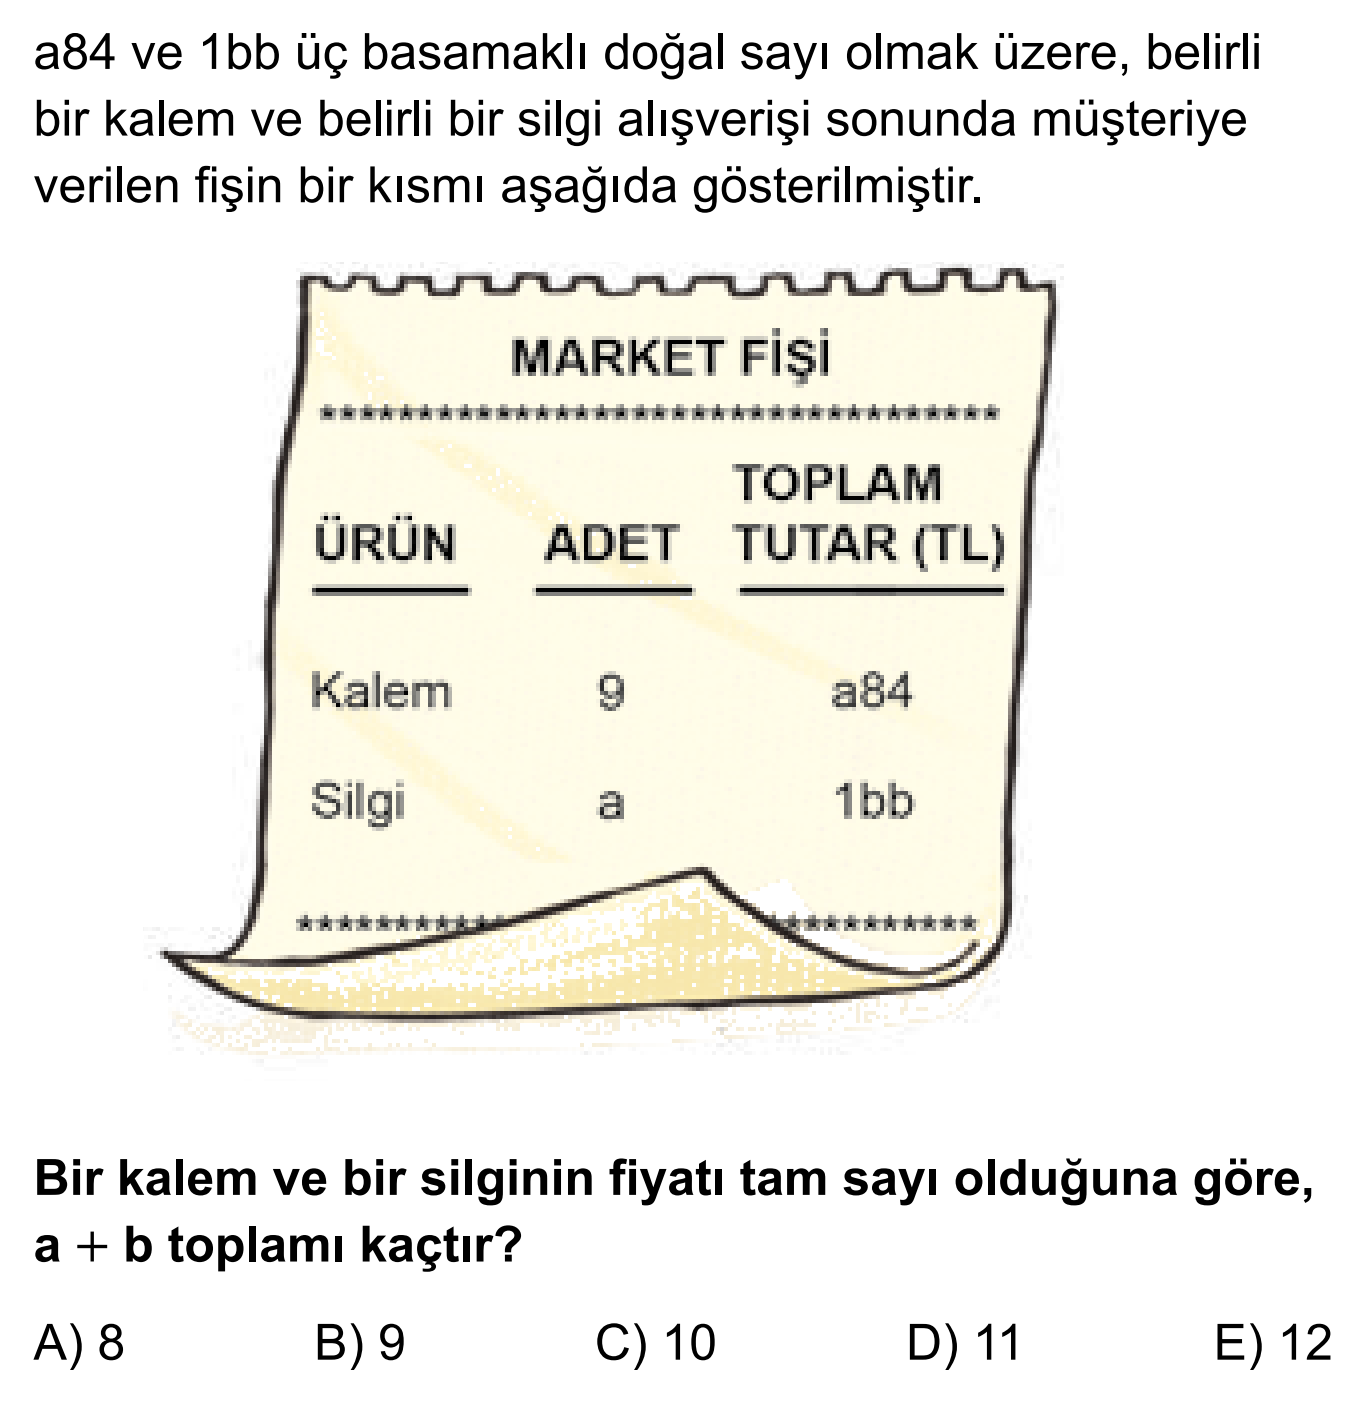 a84 ve 1bb üç basamaklı doğal sayı olmak üzere, belirli
bir kalem ve belirli bir silgi alışverişi sonunda müşteriye
verilen fişin bir kısmı aşağıda gösterilmiştir.
MARKET FİŞİ
***********************************
ÜRÜN ADET TOPLAM
TUTAR (TL)
Kalem 9 a84
Silgi a 1bb
*********** **********
Bir kalem ve bir silginin fiyatı tam sayı olduğuna göre,
a + b toplamı kaçtır?
A) 8 B) 9 C) 10 D) 11 E) 12